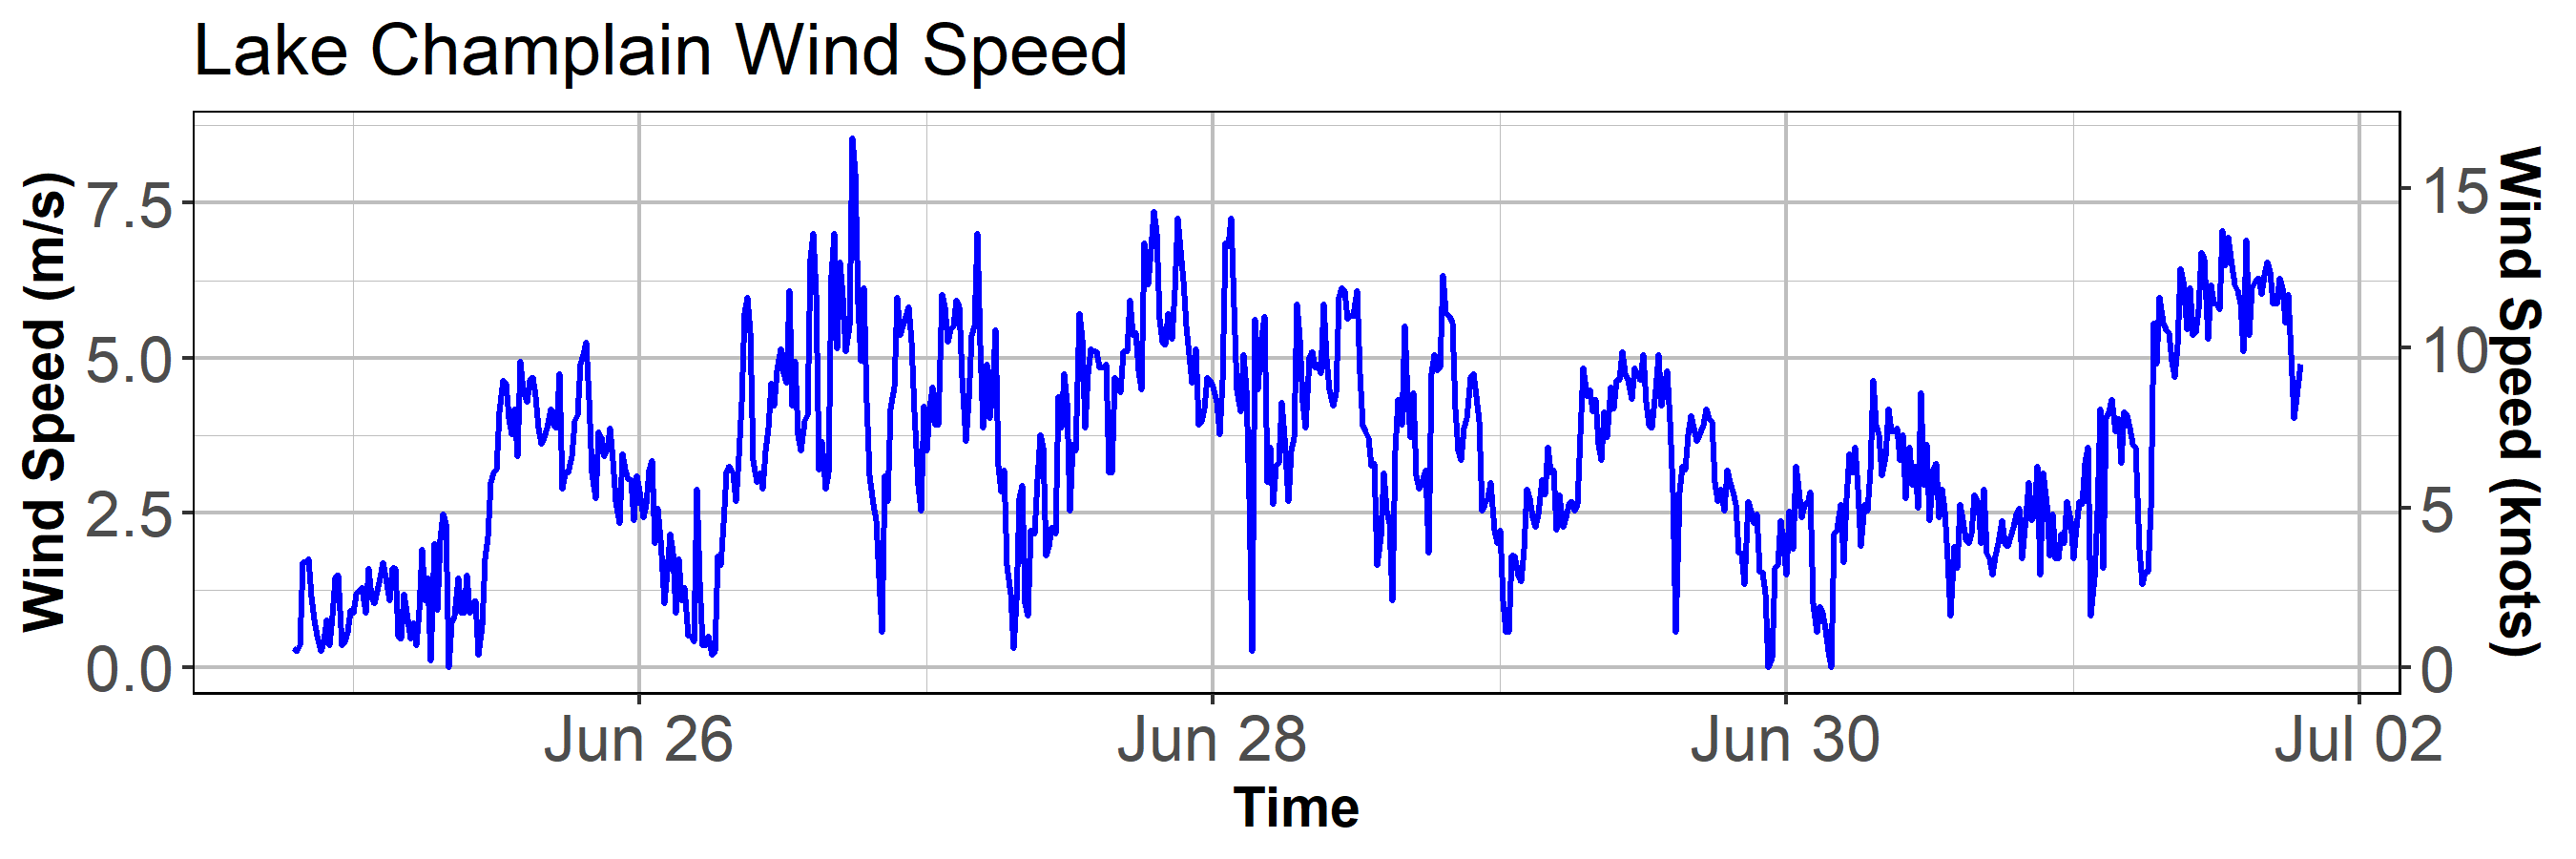 Lake Champlain Wind Speed
Wind Speed (m/s)
7.5
5.0
2.5
0.0
15
10
5
0
Wind Speed (knots)
Jun 26
Jun 28
Jun 30
Jul 02
Time